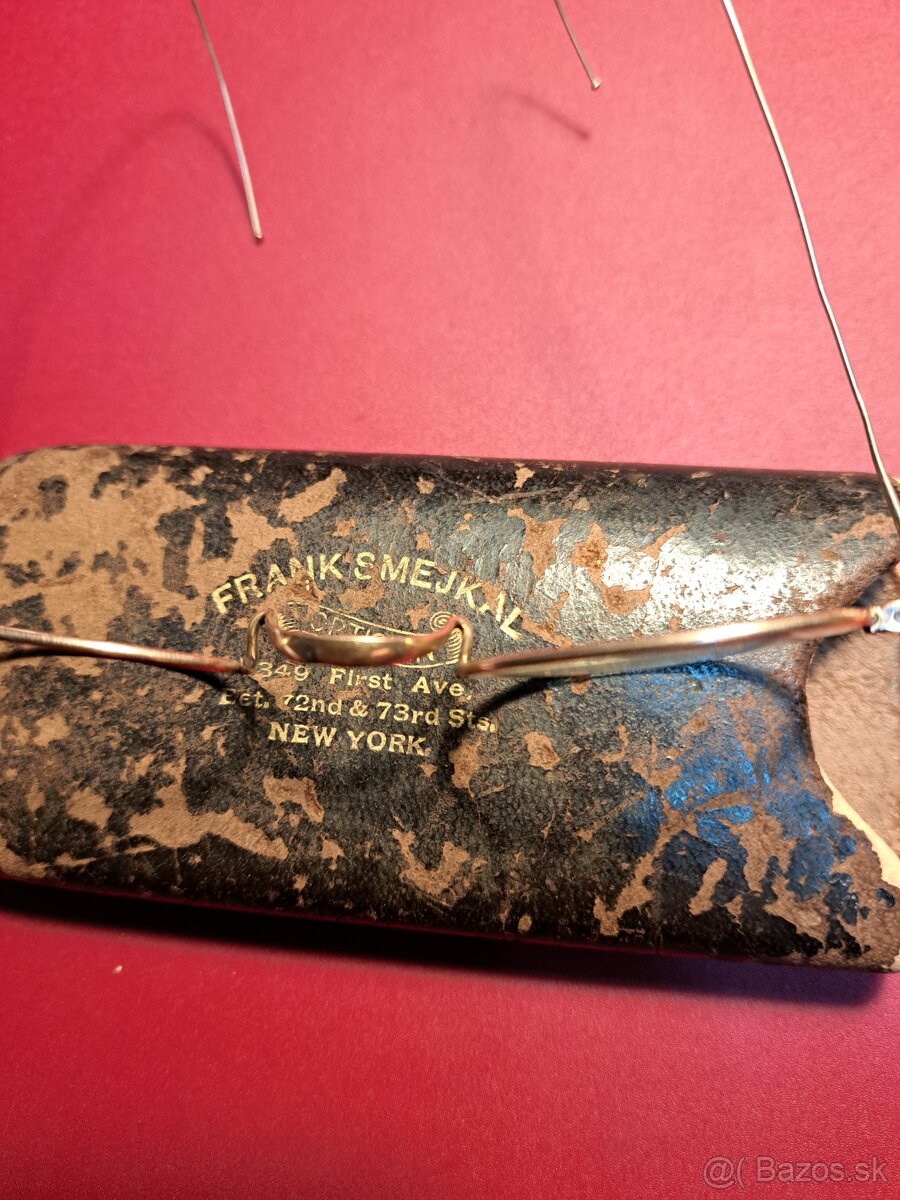 FRANK SMEJKAL
349 First Ave.
Bet. 72nd & 73rd Sts.
NEW YORK.
@( Bazos.sk